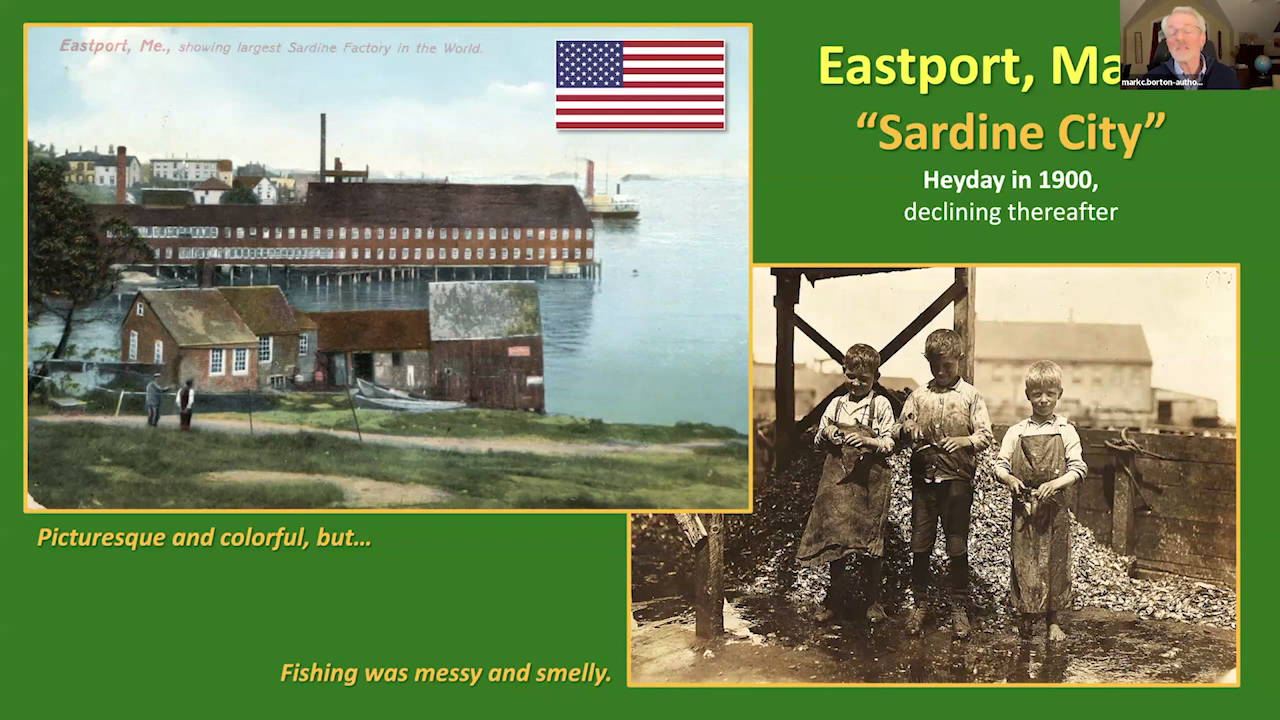 Eastport, Me., showing largest Sardine Factory in the World.
Eastport, Ma
markc.borton-autho...
“Sardine City”
Heyday in 1900,
declining thereafter
Picturesque and colorful, but...
Fishing was messy and smelly.